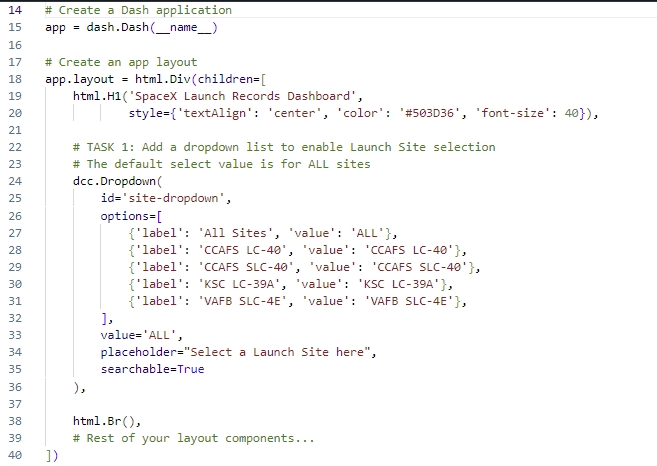 14 # Create a Dash application
15 app = dash.Dash(__name__)
16
17 # Create an app layout
18 app.layout = html.Div(children=[
19     html.H1('SpaceX Launch Records Dashboard',
20             style={'textAlign': 'center', 'color': '#503D36', 'font-size': 40}),
21
22     # TASK 1: Add a dropdown list to enable Launch Site selection
23     # The default select value is for ALL sites
24     dcc.Dropdown(
25         id='site-dropdown',
26         options=[
27             {'label': 'All Sites', 'value': 'ALL'},
28             {'label': 'CCAFS LC-40', 'value': 'CCAFS LC-40'},
29             {'label': 'CCAFS SLC-40', 'value': 'CCAFS SLC-40'},
30             {'label': 'KSC LC-39A', 'value': 'KSC LC-39A'},
31             {'label': 'VAFB SLC-4E', 'value': 'VAFB SLC-4E'},
32         ],
33         value='ALL',
34         placeholder="Select a Launch Site here",
35         searchable=True
36     ),
37
38     html.Br(),
39     # Rest of your layout components...
40 ])